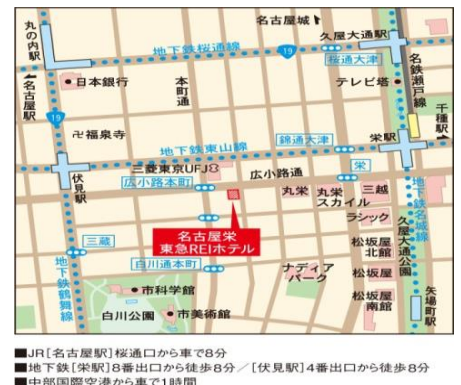 名古屋城
丸の内駅
久屋大通駅
地下鉄桜通線
19
桜通大津
名鉄瀬戸線
名古屋駅
日本銀行
本町通
テレビ塔
19
千種駅
福泉寺
地下鉄東山線
錦通大津
栄駅
三菱東京UFJ
伏見駅
広小路本町
広小路通
栄
丸栄
丸栄
スカイル
三越
地下鉄名城線
ラシック
名古屋栄
東急REIホテル
三蔵
久屋大通公園
松坂屋
北館
地下鉄鶴舞線
白川通本町
ナディア
パーク
松坂屋
市科学館
松坂屋
南館
矢場町駅
白川公園
市美術館
■JR[名古屋駅]桜通口から車で8分
■地下鉄[栄駅]8番出口から徒歩8分/[伏見駅]4番出口から徒歩8分
■中部国際空港から車で1時間